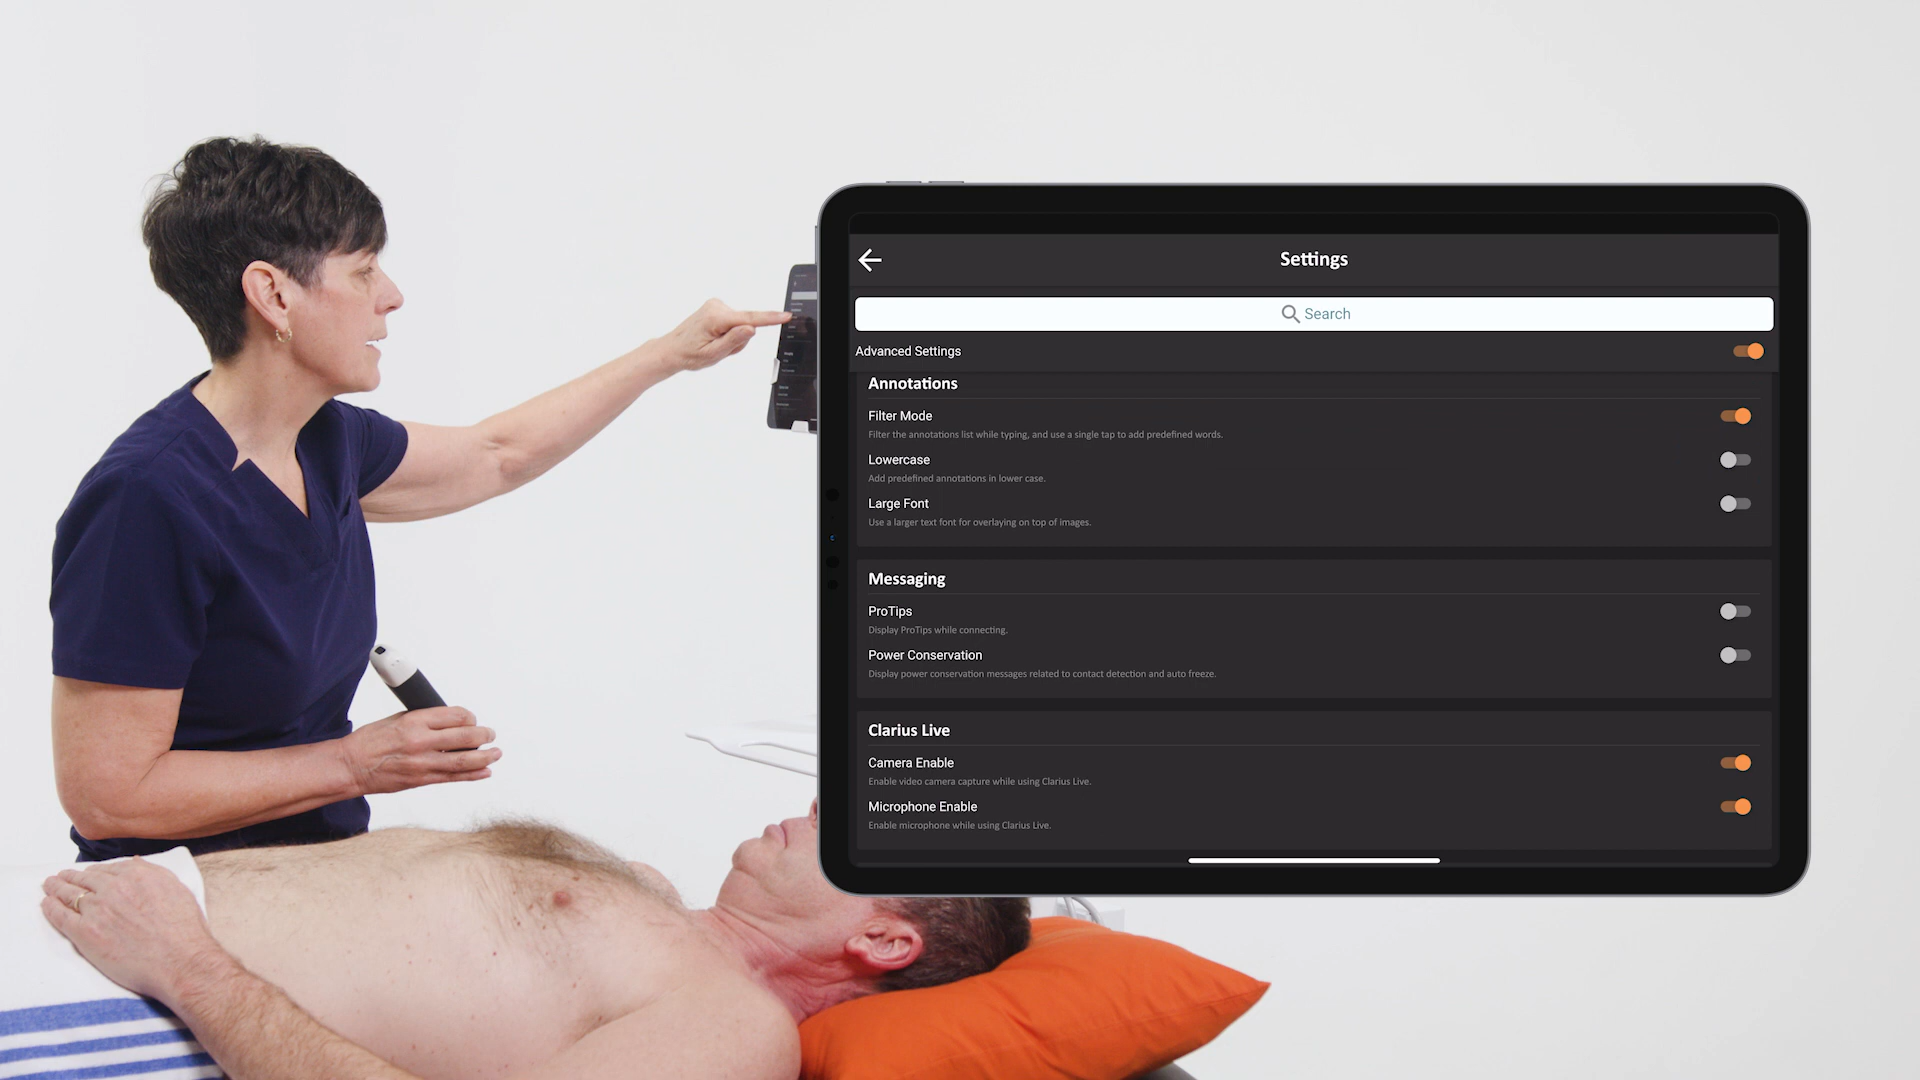 Settings
Search
Advanced Settings
Annotations
Filter Mode
Filter the annotations list while typing, and use a single tap to add predefined words.
Lowercase
Add predefined annotations in lower case.
Large Font
Use a larger text font for overlaying on top of images.
Messaging
ProTips
Display ProTips while connecting.
Power Conservation
Display power conservation messages related to contact detection and auto freeze.
Clarius Live
Camera Enable
Enable video camera capture while using Clarius Live.
Microphone Enable
Enable microphone while using Clarius Live.